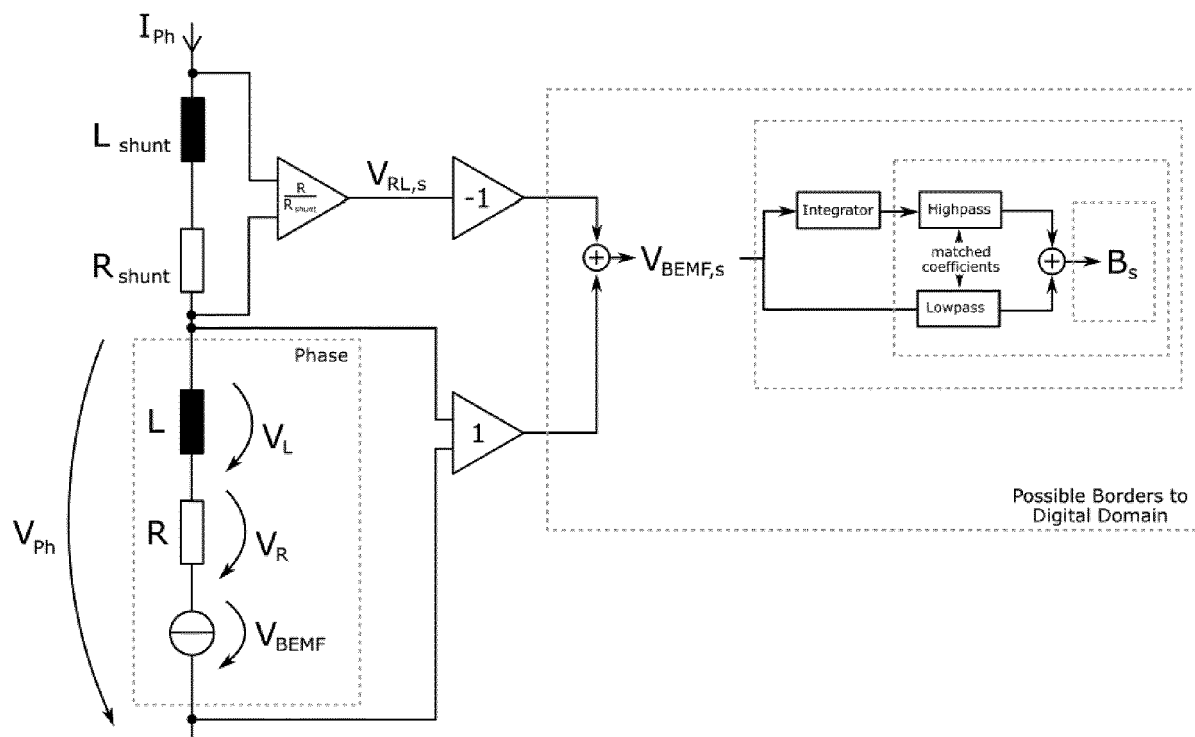 I Ph
L shunt
R shunt
R
R shunt
V RL,s
-1
+
V BEMF,s
Integrator
Highpass
matched
coefficients
Lowpass
+
B s
Phase
L
V L
R
V R
V BEMF
V Ph
1
Possible Borders to
Digital Domain